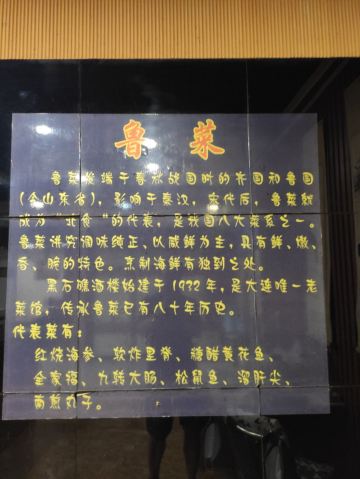 鲁菜
鲁菜发端于春秋战国时的齐国和鲁国
(今山东省),影响于秦汉,宋代后,鲁菜就
成为“北食”的代表,是我国八大菜系之一。
鲁菜讲究调味纯正、以咸鲜为主,具有鲜、嫩、
香、脆的特色。烹制海鲜有独到之处。
黑石礁酒楼始建于1932年,是大连唯一老
菜馆,传承鲁菜已有八十年历史。
代表菜有:
红烧海参、软炸里脊、糖醋黄花鱼、
全家福、九转大肠、松鼠鱼、溜肝尖、
南煎丸子。